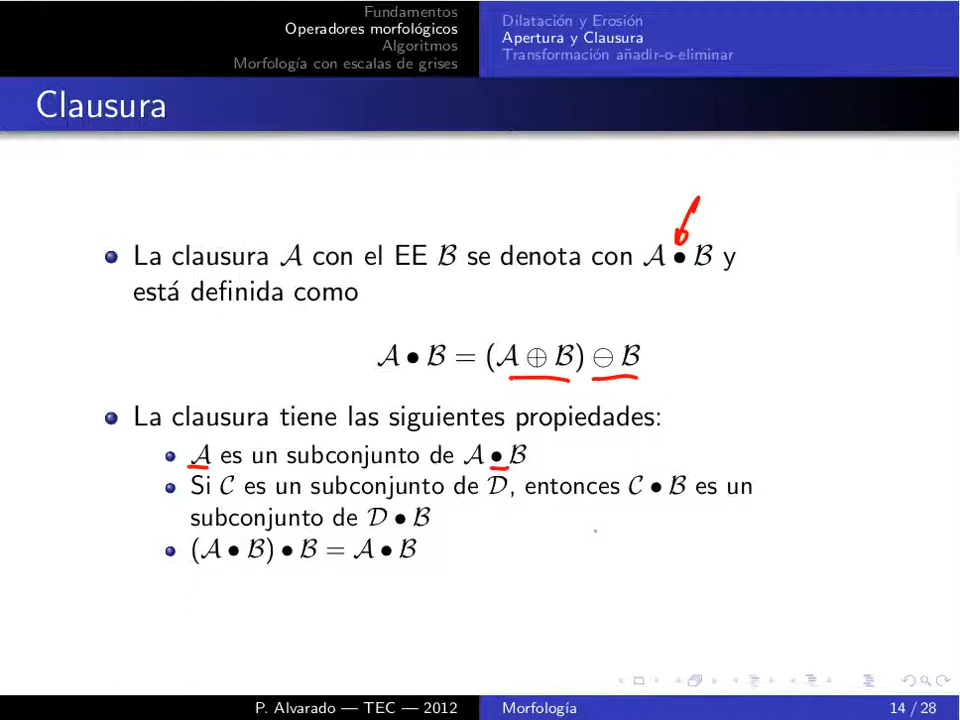 Fundamentos
Operadores morfológicos
Algoritmos
Morfología con escalas de grises
Dilatación y Erosión
Apertura y Clausura
Transformación añadir-o-eliminar
Clausura
La clausura 𝒜 con el EE ℬ se denota con 𝒜 • ℬ y
está definida como
𝒜 • ℬ = (𝒜 ⊕ ℬ) ⊖ ℬ
La clausura tiene las siguientes propiedades:
𝒜 es un subconjunto de 𝒜 • ℬ
Si 𝒞 es un subconjunto de 𝒟, entonces 𝒞 • ℬ es un
subconjunto de 𝒟 • ℬ
(𝒜 • ℬ) • ℬ = 𝒜 • ℬ
P. Alvarado — TEC — 2012
Morfología
14 / 28